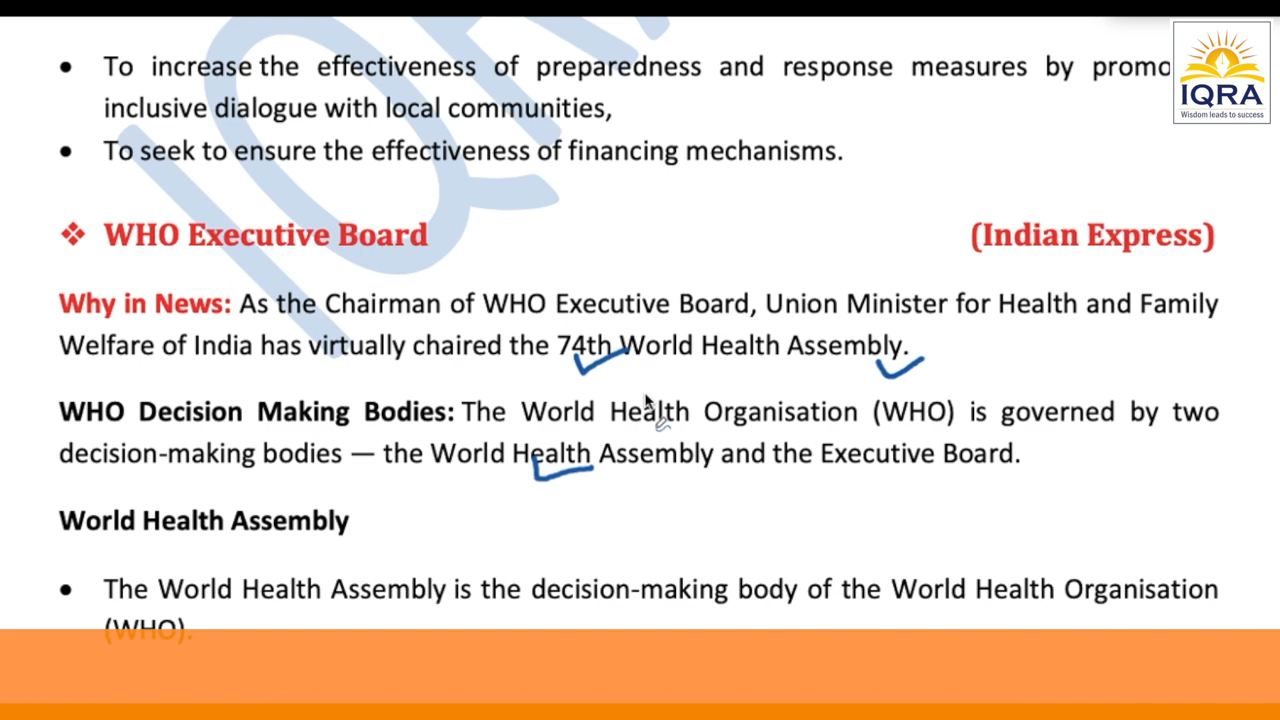 • To increase the effectiveness of preparedness and response measures by
inclusive dialogue with local communities,
• To seek to ensure the effectiveness of financing mechanisms.
IQRA
Wisdom leads to success
❖ WHO Executive Board (Indian Express)
Why in News: As the Chairman of WHO Executive Board, Union Minister for Health and Family
Welfare of India has virtually chaired the 74th World Health Assembly.
WHO Decision Making Bodies: The World Health Organisation (WHO) is governed by two
decision-making bodies — the World Health Assembly and the Executive Board.
World Health Assembly
• The World Health Assembly is the decision-making body of the World Health Organisation
(WHO).
IQRA